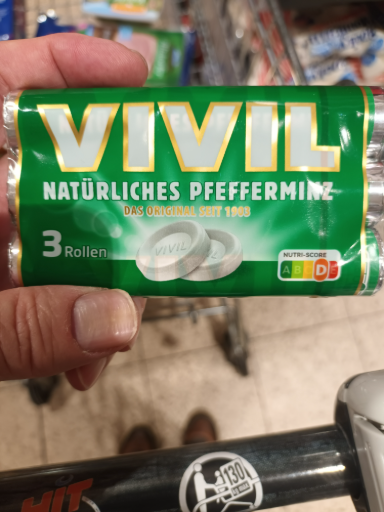 VIVIL
NATÜRLICHES PFEFFERMINZ
DAS ORIGINAL SEIT 1903
3 Rollen
VIVIL
NUTRI-SCORE
A B C D E
130
HIT